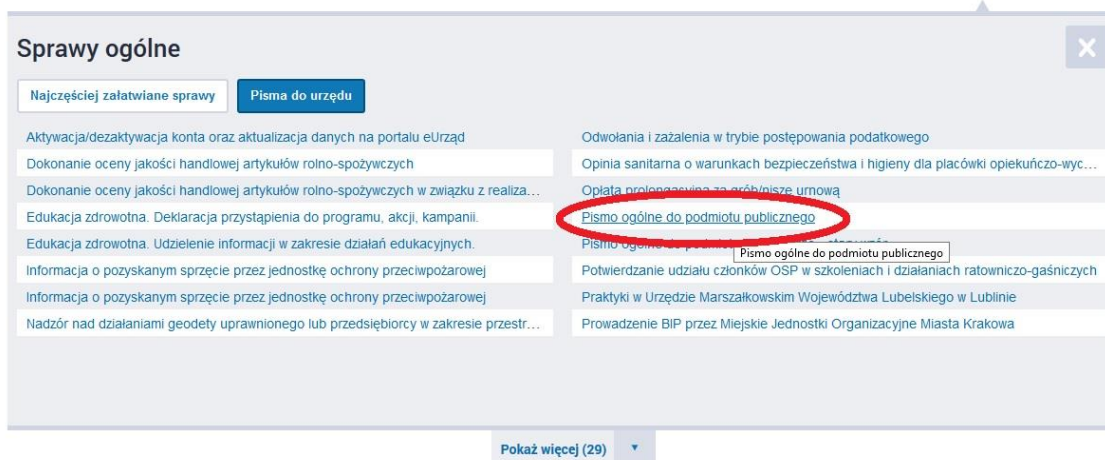 Sprawy ogólne
Najczęściej załatwiane sprawy
Pisma do urzędu
Aktywacja/dezaktywacja konta oraz aktualizacja danych na portalu eUrząd
Dokonanie oceny jakości handlowej artykułów rolno-spożywczych
Dokonanie oceny jakości handlowej artykułów rolno-spożywczych w związku z realiza…
Edukacja zdrowotna. Deklaracja przystąpienia do programu, akcji, kampanii.
Edukacja zdrowotna. Udzielenie informacji w zakresie działań edukacyjnych.
Informacja o pozyskanym sprzęcie przez jednostkę ochrony przeciwpożarowej
Informacja o pozyskanym sprzęcie przez jednostkę ochrony przeciwpożarowej
Nadzór nad działaniami geodety uprawnionego lub przedsiębiorcy w zakresie przestr…
Odwołania i zażalenia w trybie postępowania podatkowego
Opinia sanitarna o warunkach bezpieczeństwa i higieny dla placówki opiekuńczo-wyc…
Opłata prolongacyjna za grób/niszę urnową
Pismo ogólne do podmiotu publicznego
Pismo ogólne do
Pismo ogólne do podmiotu publicznego
Potwierdzanie udziału członków OSP w szkoleniach i działaniach ratowniczo-gaśniczych
Praktyki w Urzędzie Marszałkowskim Województwa Lubelskiego w Lublinie
Prowadzenie BIP przez Miejskie Jednostki Organizacyjne Miasta Krakowa
Pokaż więcej (29)